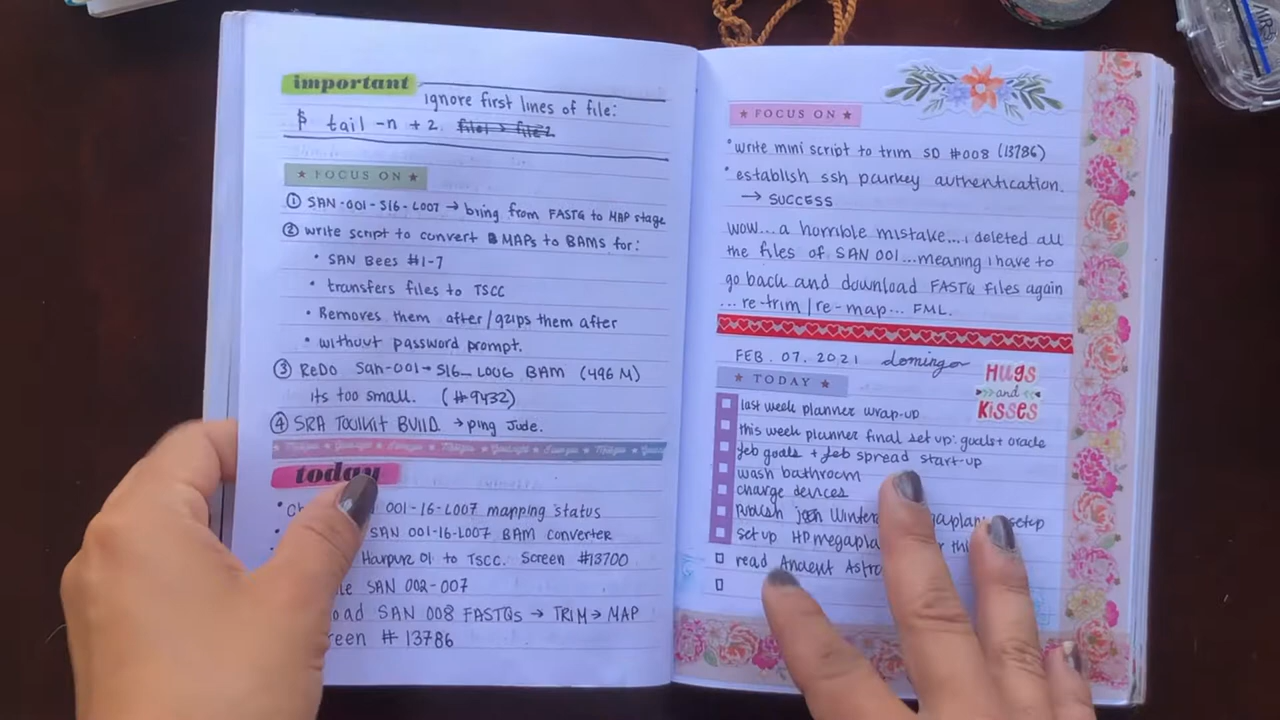 important
ignore first lines of file:
$ tail -n +2 file1 > file2
★ FOCUS ON ★
① SAN-001-S16-L007 → bring from FASTQ to MAP stage
② write script to convert MAPs to BAMs for:
• SAN Bees #1-7
• transfers files to TSCC
• Removes them after/gzips them after
• without password prompt.
③ ReDo San-001-S16_L006 BAM (496 M)
its too small. (#9432)
④ SRA TOOLKIT BUILD → ping Jude.
today
001-16-L007 mapping status
SAN 001-16-L007 BAM converter
Harpur 01 to TSCC. Screen #13700
SAN 002-007
SAN 008 FASTQs → TRIM → MAP
# 13786
★ FOCUS ON ★
• write mini script to trim SD #008 (13786)
• establish ssh parkey authentication.
→ SUCCESS
wow...a horrible mistake...i deleted all
the files of SAN 001...meaning i have to
go back and download FASTQ files again
...re-trim/re-map... FML.
FEB. 07. 2021 domingo
HUGS
and
KISSES
★ TODAY ★
last week planner wrap-up
this week planner final set up: goals + oracle
feb goals + feb spread start-up
wash bathroom
charge devices
setup
set up HP
read Ancient
AIR